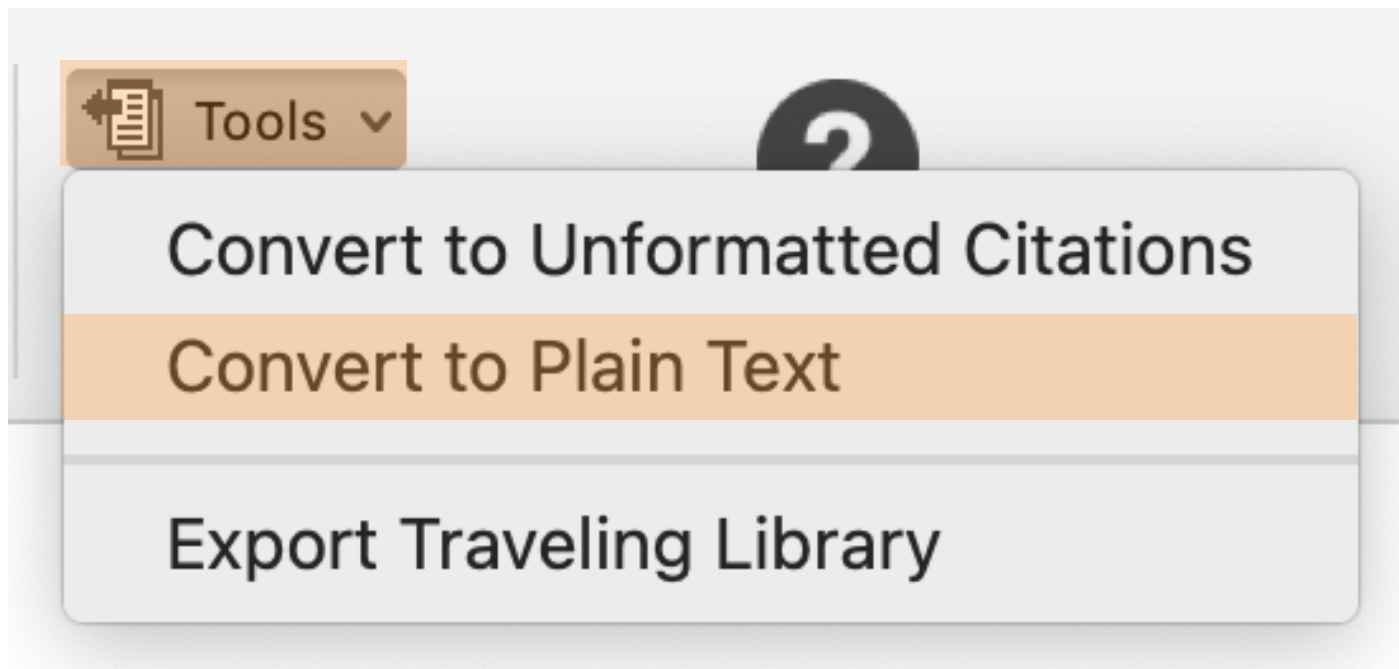 Tools
?
Convert to Unformatted Citations
Convert to Plain Text
Export Traveling Library